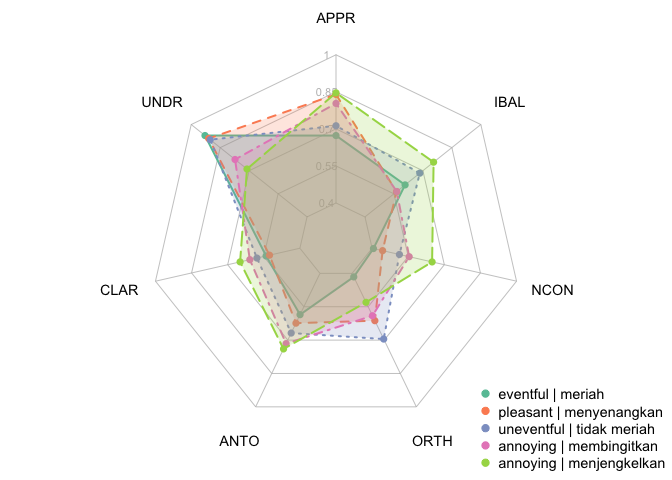 APPR
1
0.85
UNDR
IBAL
0.55
0.4
CLAR
NCON
ANTO
ORTH
eventful | meriah
pleasant | menyenangkan
uneventful | tidak meriah
annoying | membingitkan
annoying | menjengkelkan